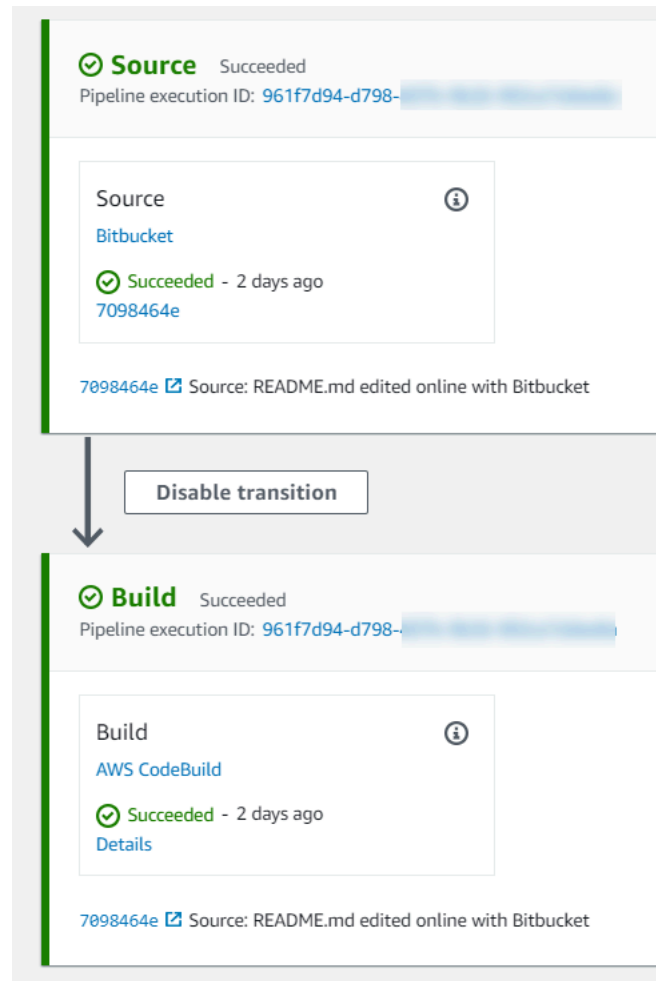 Source Succeeded
Pipeline execution ID: 961f7d94-d798-
Source
Bitbucket
Succeeded - 2 days ago
7098464e
7098464e Source: README.md edited online with Bitbucket
Disable transition
Build Succeeded
Pipeline execution ID: 961f7d94-d798-
Build
AWS CodeBuild
Succeeded - 2 days ago
Details
7098464e Source: README.md edited online with Bitbucket